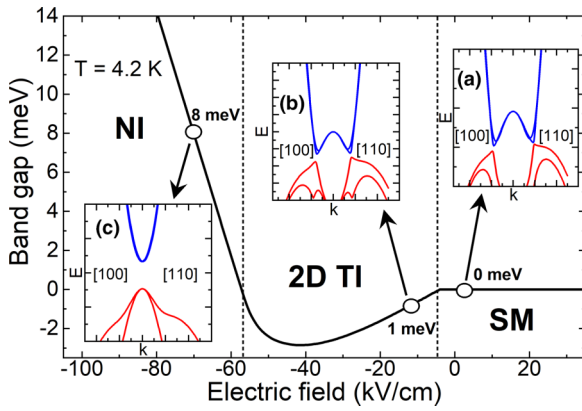 14
12
10
8
6
4
2
0
-2
Band gap (meV)
T = 4.2 K
NI
8 meV
(a)
E
[100]
[110]
k
(b)
E
[100]
[110]
k
(c)
E
[100]
[110]
k
2D TI
0 meV
1 meV
SM
-100 -80 -60 -40 -20 0 20
Electric field (kV/cm)